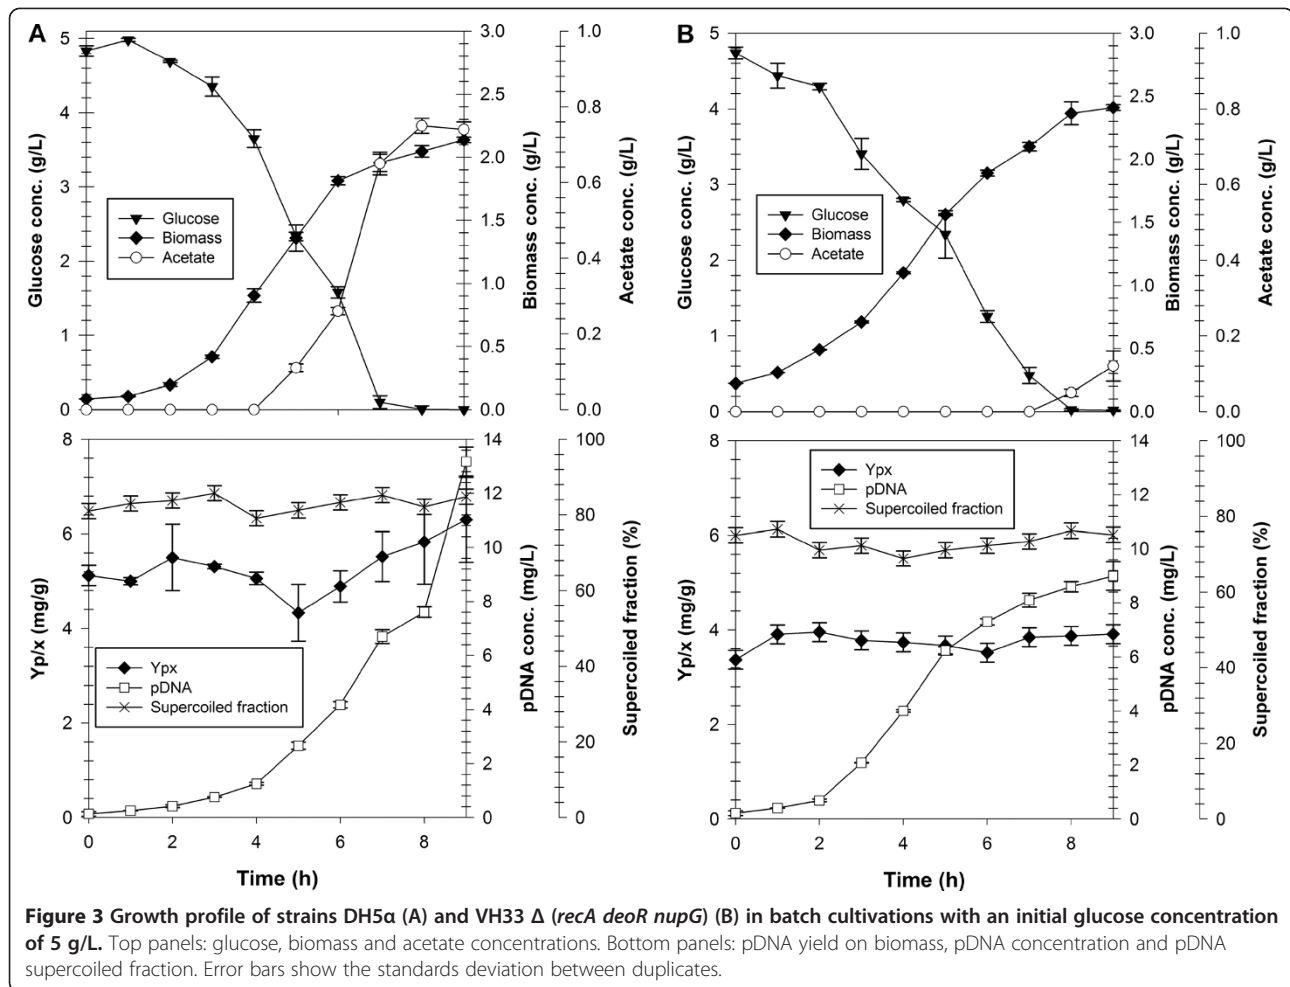 A
5
4
3
2
1
0
Glucose conc. (g/L)
Glucose
Biomass
Acetate
3.0
2.5
2.0
1.5
1.0
0.5
0.0
Biomass conc. (g/L)
1.0
0.8
0.6
0.4
0.2
0.0
Acetate conc. (g/L)
B
5
4
3
2
1
0
Glucose conc. (g/L)
Glucose
Biomass
Acetate
3.0
2.5
2.0
1.5
1.0
0.5
0.0
Biomass conc. (g/L)
1.0
0.8
0.6
0.4
0.2
0.0
Acetate conc. (g/L)
8
6
4
2
0
Yp/x (mg/g)
Ypx
pDNA
Supercoiled fraction
14
12
10
8
6
4
2
0
pDNA conc. (mg/L)
100
80
60
40
20
0
Supercoiled fraction (%)
0 2 4 6 8
Time (h)
8
6
4
2
0
Yp/x (mg/g)
Ypx
pDNA
Supercoiled fraction
14
12
10
8
6
4
2
0
pDNA conc. (mg/L)
100
80
60
40
20
0
Supercoiled fraction (%)
0 2 4 6 8
Time (h)
Figure 3 Growth profile of strains DH5α (A) and VH33 Δ (recA deoR nupG) (B) in batch cultivations with an initial glucose concentration
of 5 g/L. Top panels: glucose, biomass and acetate concentrations. Bottom panels: pDNA yield on biomass, pDNA concentration and pDNA
supercoiled fraction. Error bars show the standards deviation between duplicates.